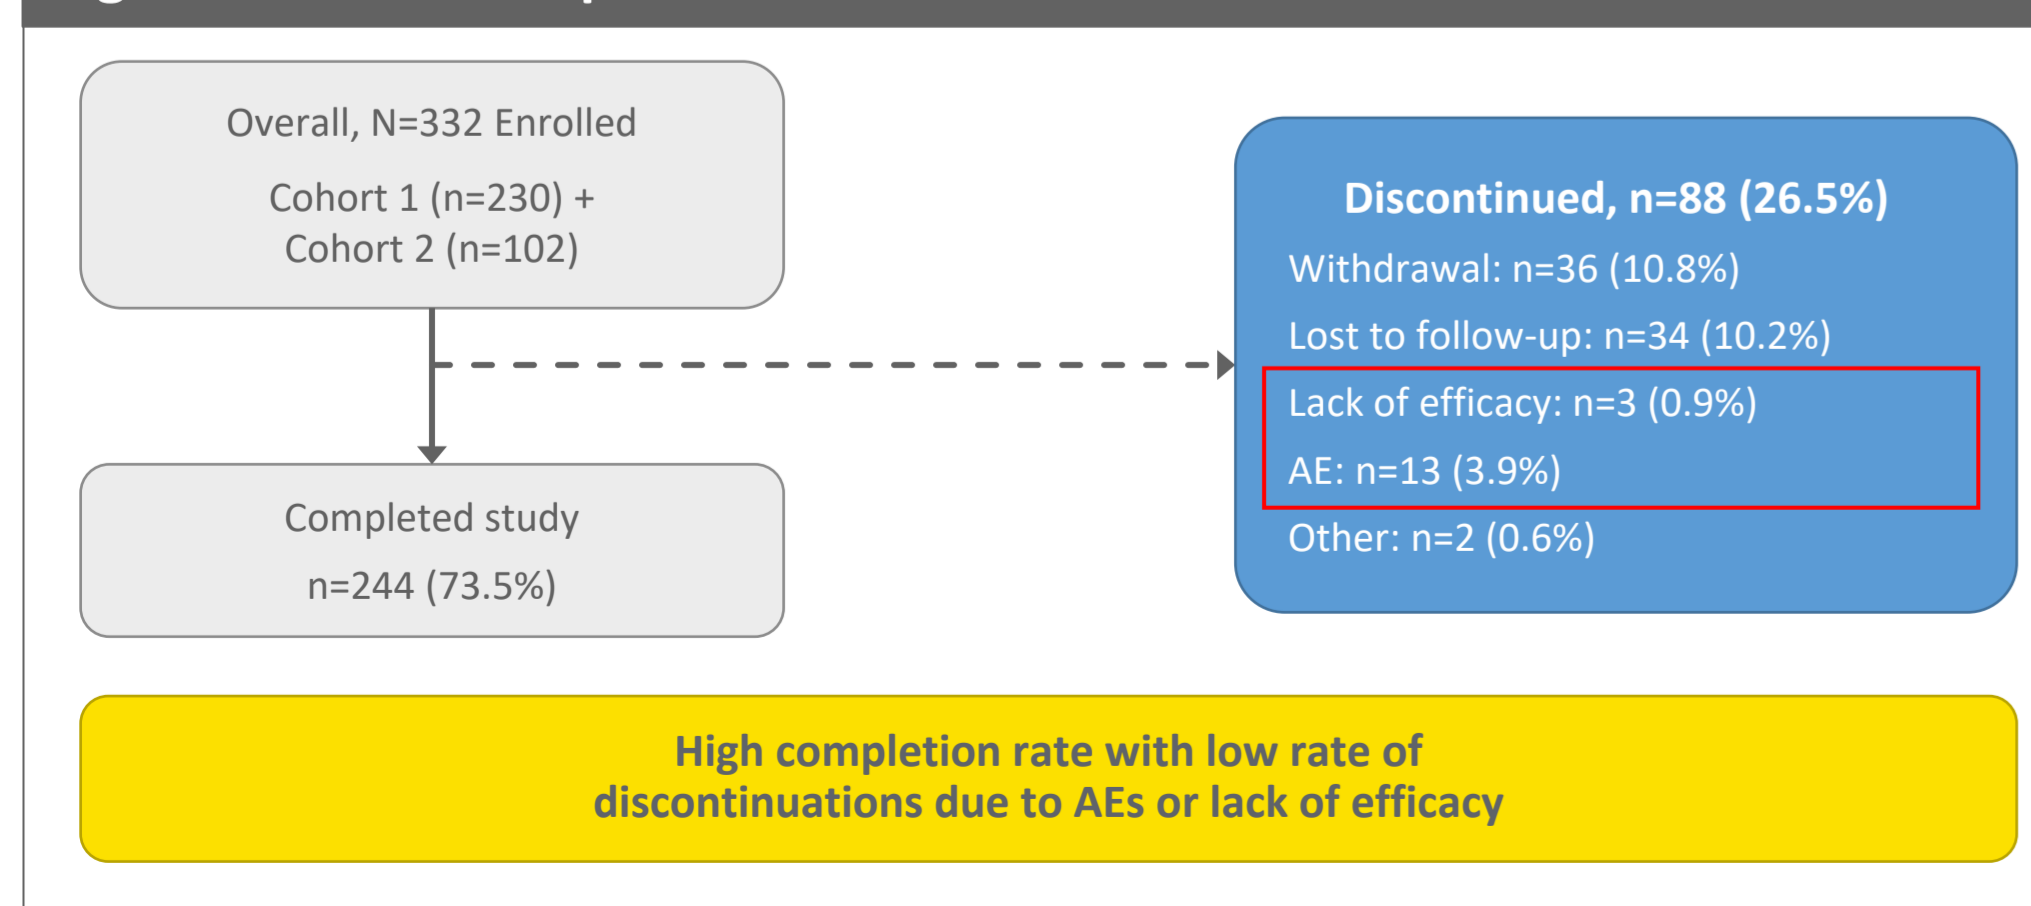 Overall, N=332 Enrolled
Cohort 1 (n=230) +
Cohort 2 (n=102)
Discontinued, n=88 (26.5%)
Withdrawal: n=36 (10.8%)
Lost to follow-up: n=34 (10.2%)
Lack of efficacy: n=3 (0.9%)
AE: n=13 (3.9%)
Other: n=2 (0.6%)
Completed study
n=244 (73.5%)
High completion rate with low rate of
discontinuations due to AEs or lack of efficacy